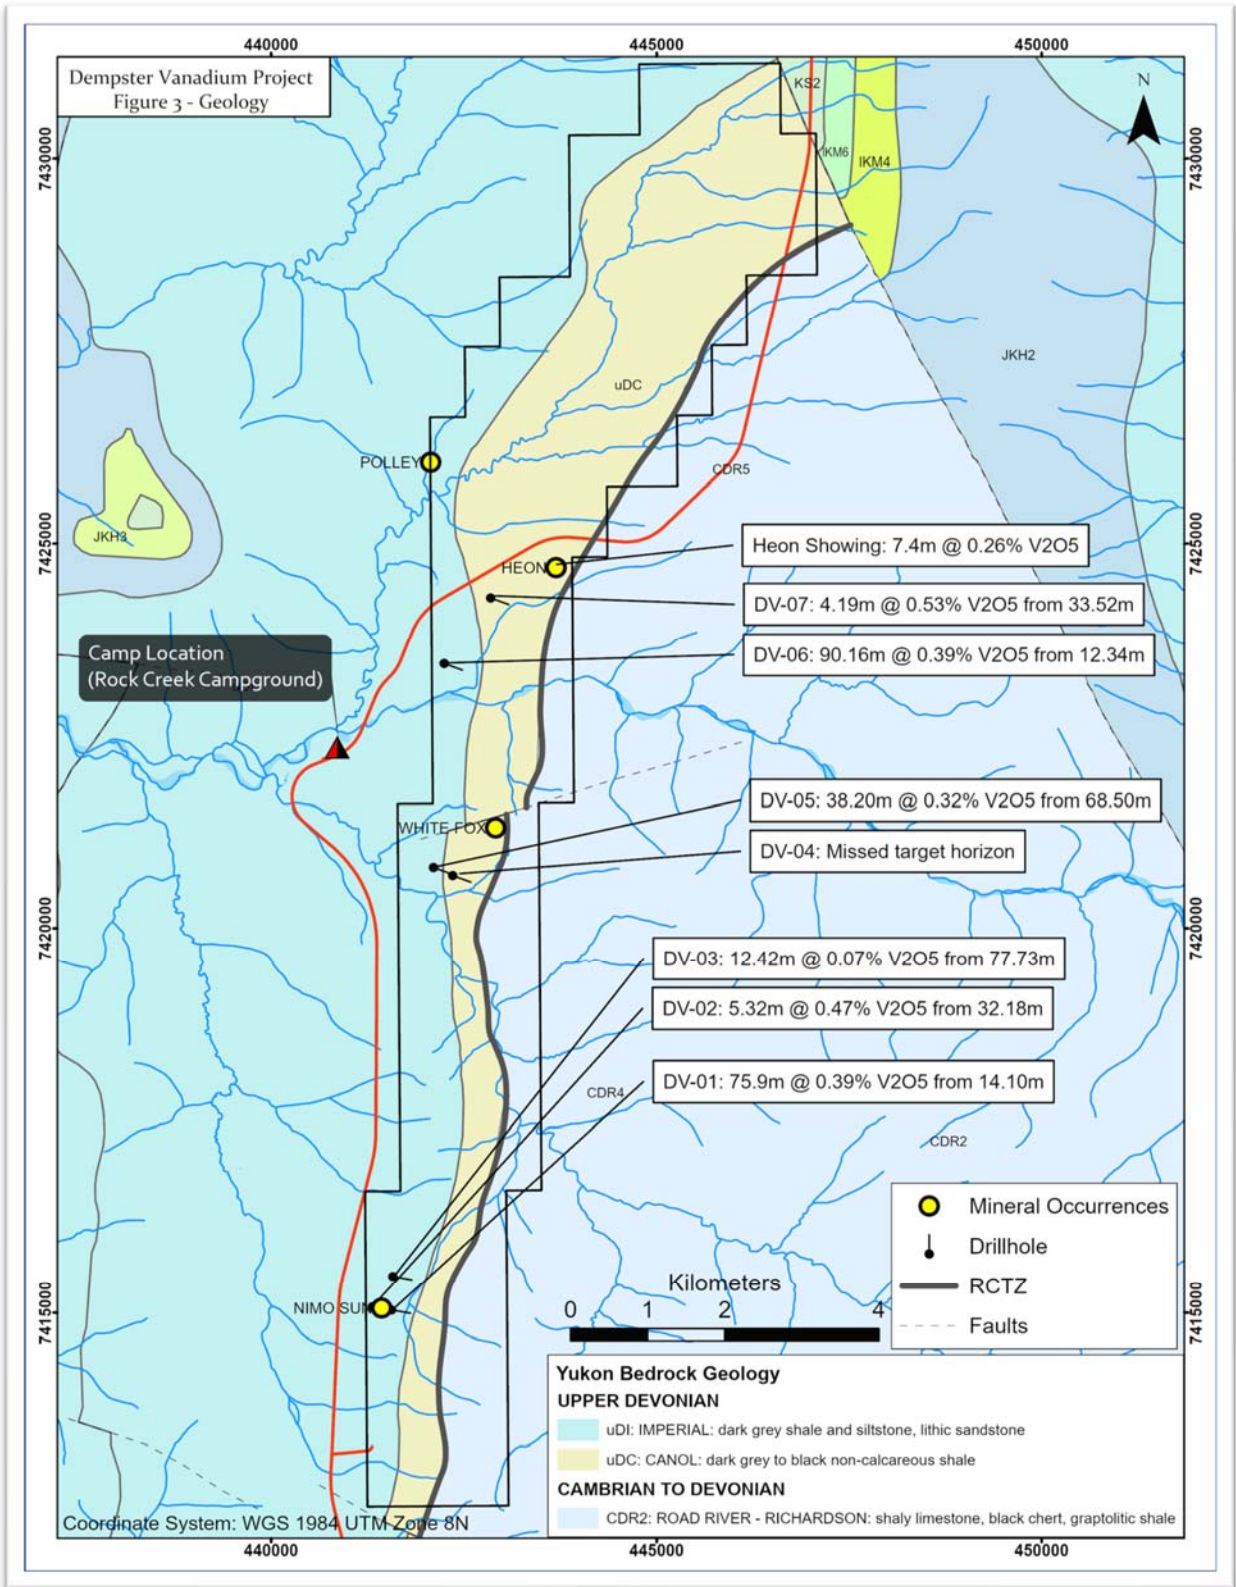 440000
445000
450000
Dempster Vanadium Project
Figure 3 - Geology
N
KS2
7430000
7430000
IKM6
IKM4
JKH2
uDC
POLLEY
CDR5
JKH3
7425000
7425000
Heon Showing: 7.4m @ 0.26% V2O5
HEON
DV-07: 4.19m @ 0.53% V2O5 from 33.52m
DV-06: 90.16m @ 0.39% V2O5 from 12.34m
Camp Location
(Rock Creek Campground)
DV-05: 38.20m @ 0.32% V2O5 from 68.50m
WHITE FOX
DV-04: Missed target horizon
7420000
7420000
DV-03: 12.42m @ 0.07% V2O5 from 77.73m
DV-02: 5.32m @ 0.47% V2O5 from 32.18m
DV-01: 75.9m @ 0.39% V2O5 from 14.10m
CDR4
CDR2
Mineral Occurrences
Drillhole
RCTZ
Faults
Kilometers
0 1 2 4
NIMO SUN
7415000
7415000
Yukon Bedrock Geology
UPPER DEVONIAN
uDI: IMPERIAL: dark grey shale and siltstone, lithic sandstone
uDC: CANOL: dark grey to black non-calcareous shale
CAMBRIAN TO DEVONIAN
CDR2: ROAD RIVER - RICHARDSON: shaly limestone, black chert, graptolitic shale
Coordinate System: WGS 1984 UTM Zone 8N
440000
445000
450000